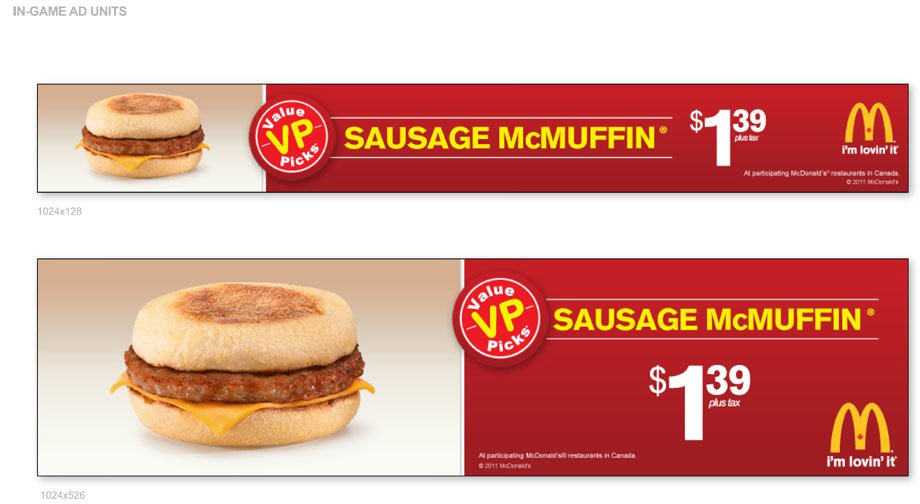 IN-GAME AD UNITS
Value
VP
Picks
SAUSAGE McMUFFIN®
$1.39
plus tax
i'm lovin' it
At participating McDonald's® restaurants in Canada.
© 2011 McDonald's
1024x128
Value
VP
Picks
SAUSAGE McMUFFIN®
$139
plus tax
At participating McDonald's® restaurants in Canada.
© 2011 McDonald's
i'm lovin' it
1024x526